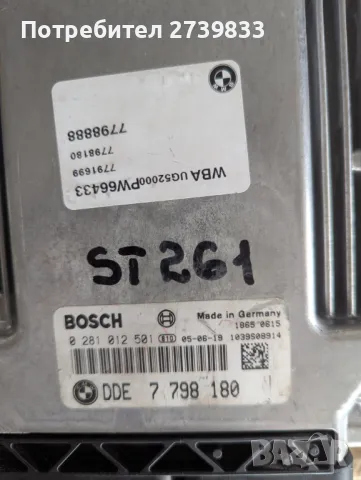 Потребител 2739833
WBA UG52000PW66433
7791699
7798180
7798888
ST261
BOSCH
Made in Germany
0 281 012 501 05-06-19 1039S08914
DDE 7 798 180